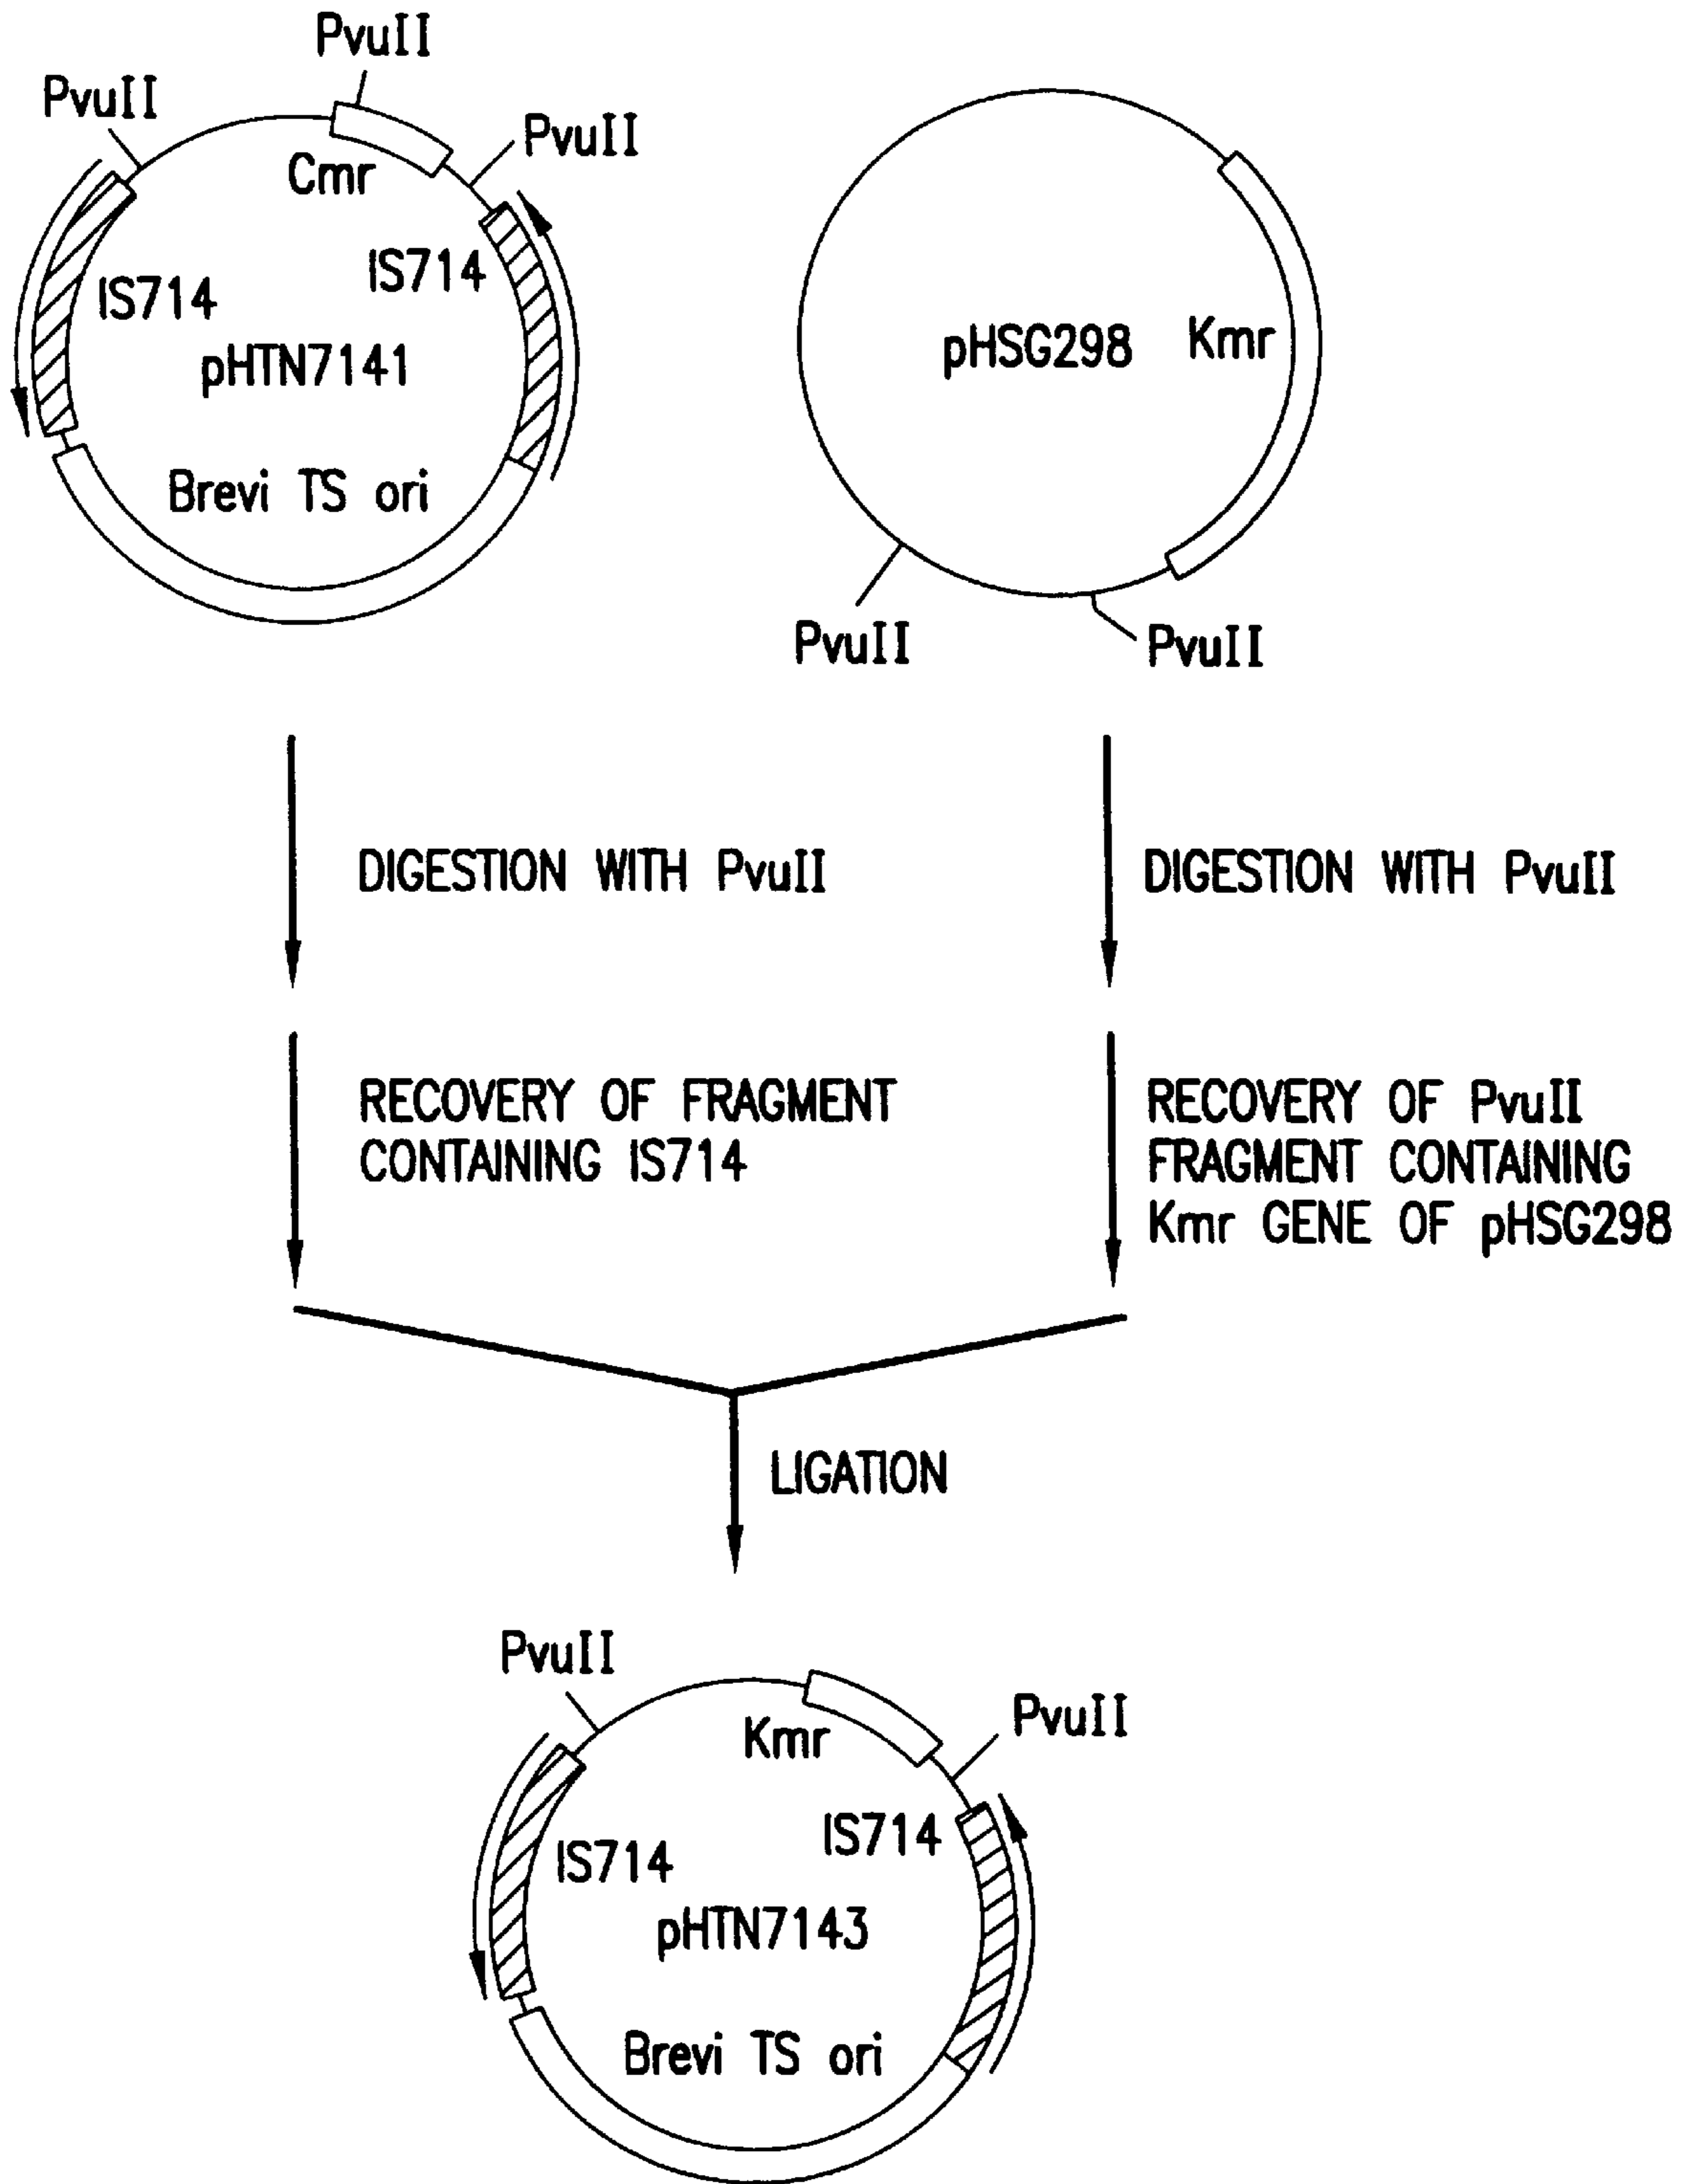 PvuII
PvuII
PvuII
Cmr
IS714
IS714
pHTN7141
Brevi TS ori
pHSG298
Kmr
PvuII
PvuII
DIGESTION WITH PvuII
DIGESTION WITH PvuII
RECOVERY OF FRAGMENT
CONTAINING IS714
RECOVERY OF PvuII
FRAGMENT CONTAINING
Kmr GENE OF pHSG298
LIGATION
PvuII
PvuII
Kmr
IS714
IS714
pHTN7143
Brevi TS ori